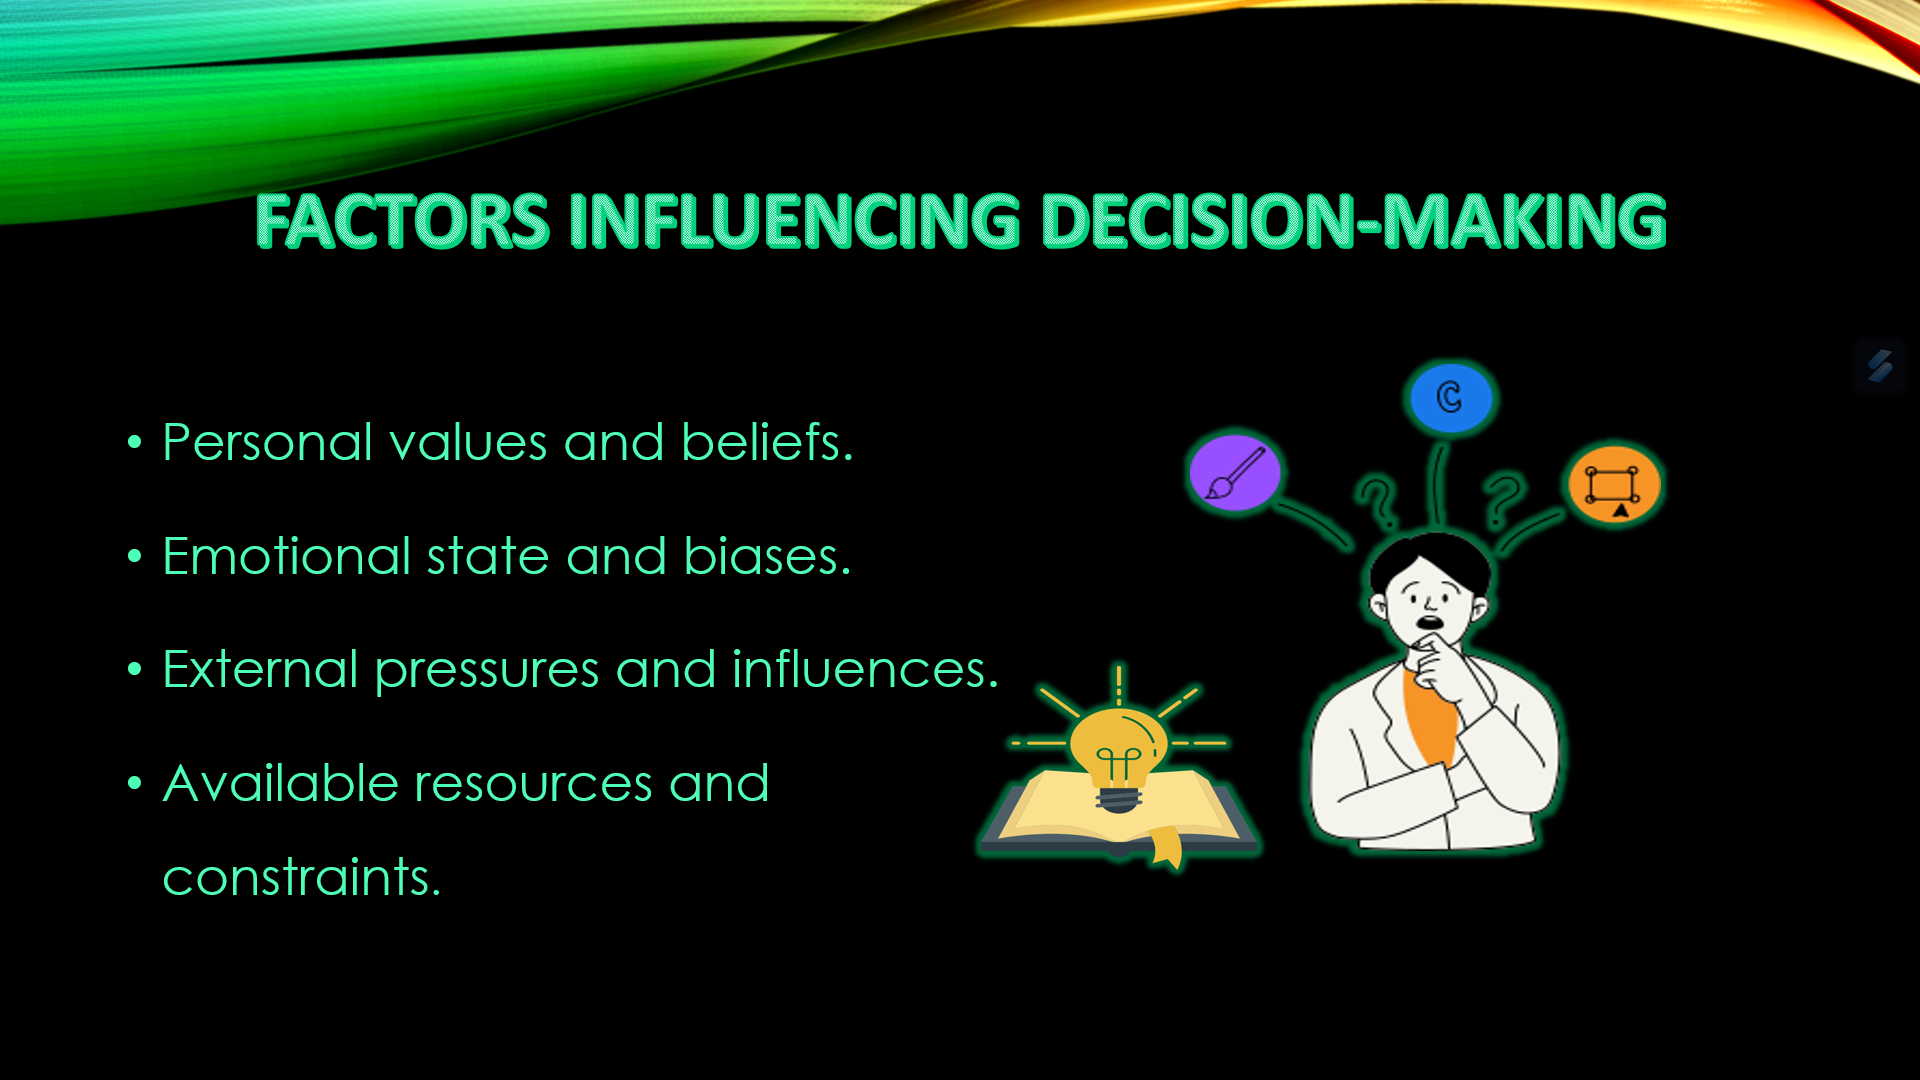 FACTORS INFLUENCING DECISION-MAKING
• Personal values and beliefs.
• Emotional state and biases.
• External pressures and influences.
• Available resources and
constraints.
C
? ?